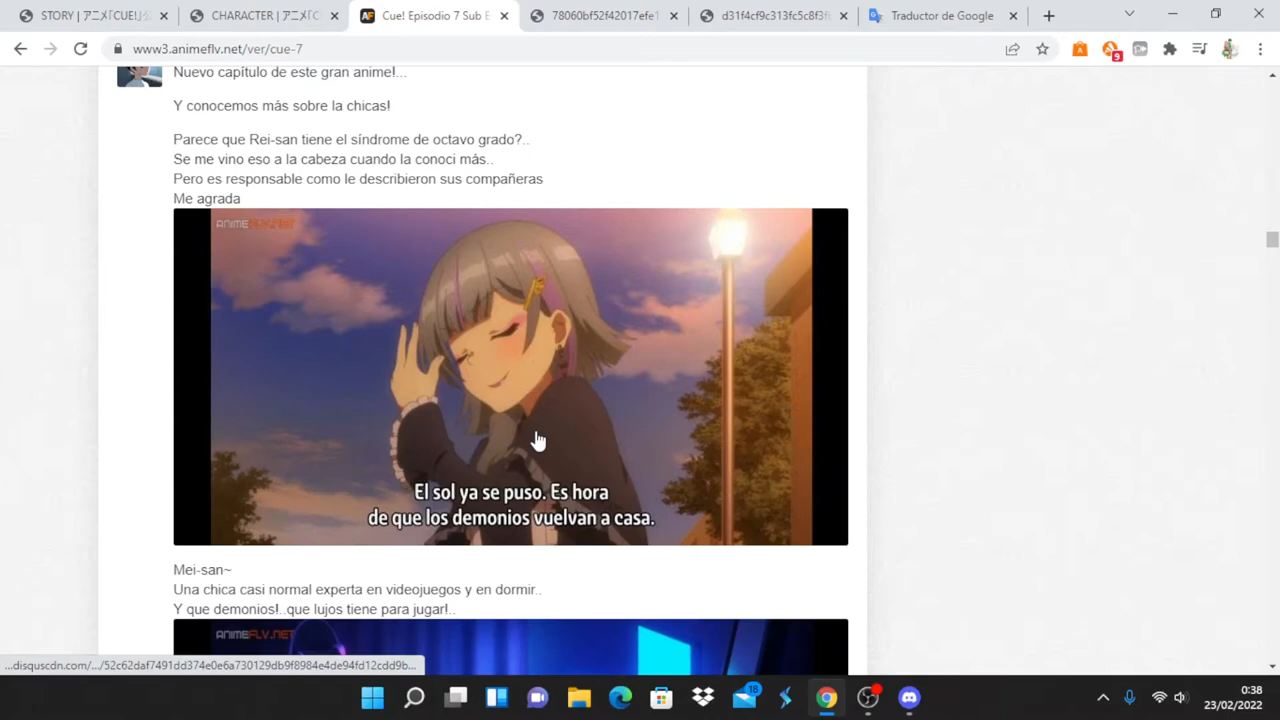 STORY | アニメ「CUE!」公
CHARACTER | アニメ「C
Cue! Episodio 7 Sub E
78060bf52f42017efe1
d31f4cf9c313fc5c8f3f
Traductor de Google
www3.animeflv.net/ver/cue-7
9
Nuevo capítulo de este gran anime!...
Y conocemos más sobre la chicas!
Parece que Rei-san tiene el síndrome de octavo grado?..
Se me vino eso a la cabeza cuando la conoci más..
Pero es responsable como le describieron sus compañeras
Me agrada
ANIMEFLV.NET
El sol ya se puso. Es hora
de que los demonios vuelvan a casa.
Mei-san~
Una chica casi normal experta en videojuegos y en dormir..
Y que demonios!..que lujos tiene para jugar!..
ANIMEFLV.NET
...disquscdn.com/.../52c62daf7491dd374e0e6a730129db9f8984e4de94fd12cdd9b...
18
0:38
23/02/2022